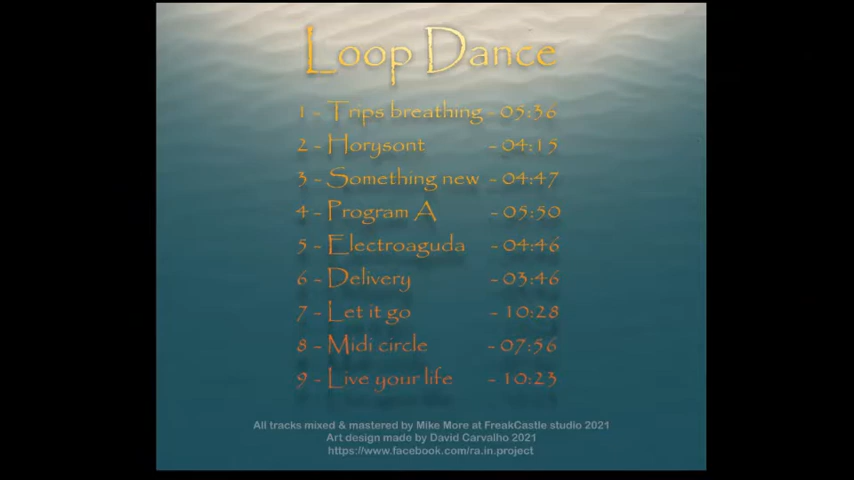 Loop Dance
1 - Trips breathing - 05:36
2 - Horysont - 04:15
3 - Something new - 04:47
4 - Program A - 05:50
5 - Electroaguda - 04:46
6 - Delivery - 03:46
7 - Let it go - 10:28
8 - Midi circle - 07:56
9 - Live your life - 10:23
All tracks mixed & mastered by Mike More at FreakCastle studio 2021
Art design made by David Carvalho 2021
https://www.facebook.com/ra.in.project